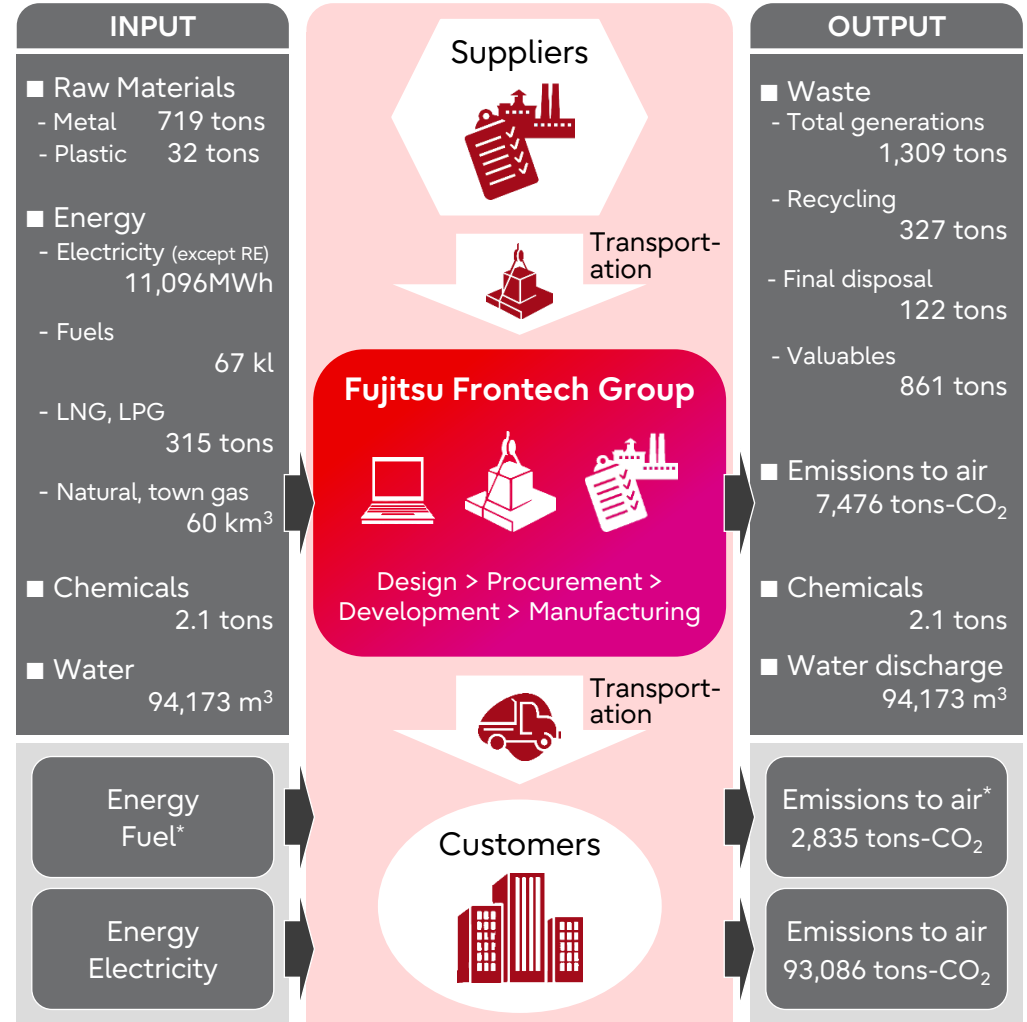 INPUT
■ Raw Materials
- Metal 719 tons
- Plastic 32 tons
■ Energy
- Electricity (except RE)
11,096MWh
- Fuels
67 kl
- LNG, LPG
315 tons
- Natural, town gas
60 km³
■ Chemicals
2.1 tons
■ Water
94,173 m³
Energy
Fuel*
Energy
Electricity
Suppliers
Transport-
ation
Fujitsu Frontech Group
Design > Procurement >
Development > Manufacturing
Transport-
ation
Customers
OUTPUT
■ Waste
- Total generations
1,309 tons
- Recycling
327 tons
- Final disposal
122 tons
- Valuables
861 tons
■ Emissions to air
7,476 tons-CO₂
■ Chemicals
2.1 tons
■ Water discharge
94,173 m³
Emissions to air*
2,835 tons-CO₂
Emissions to air
93,086 tons-CO₂